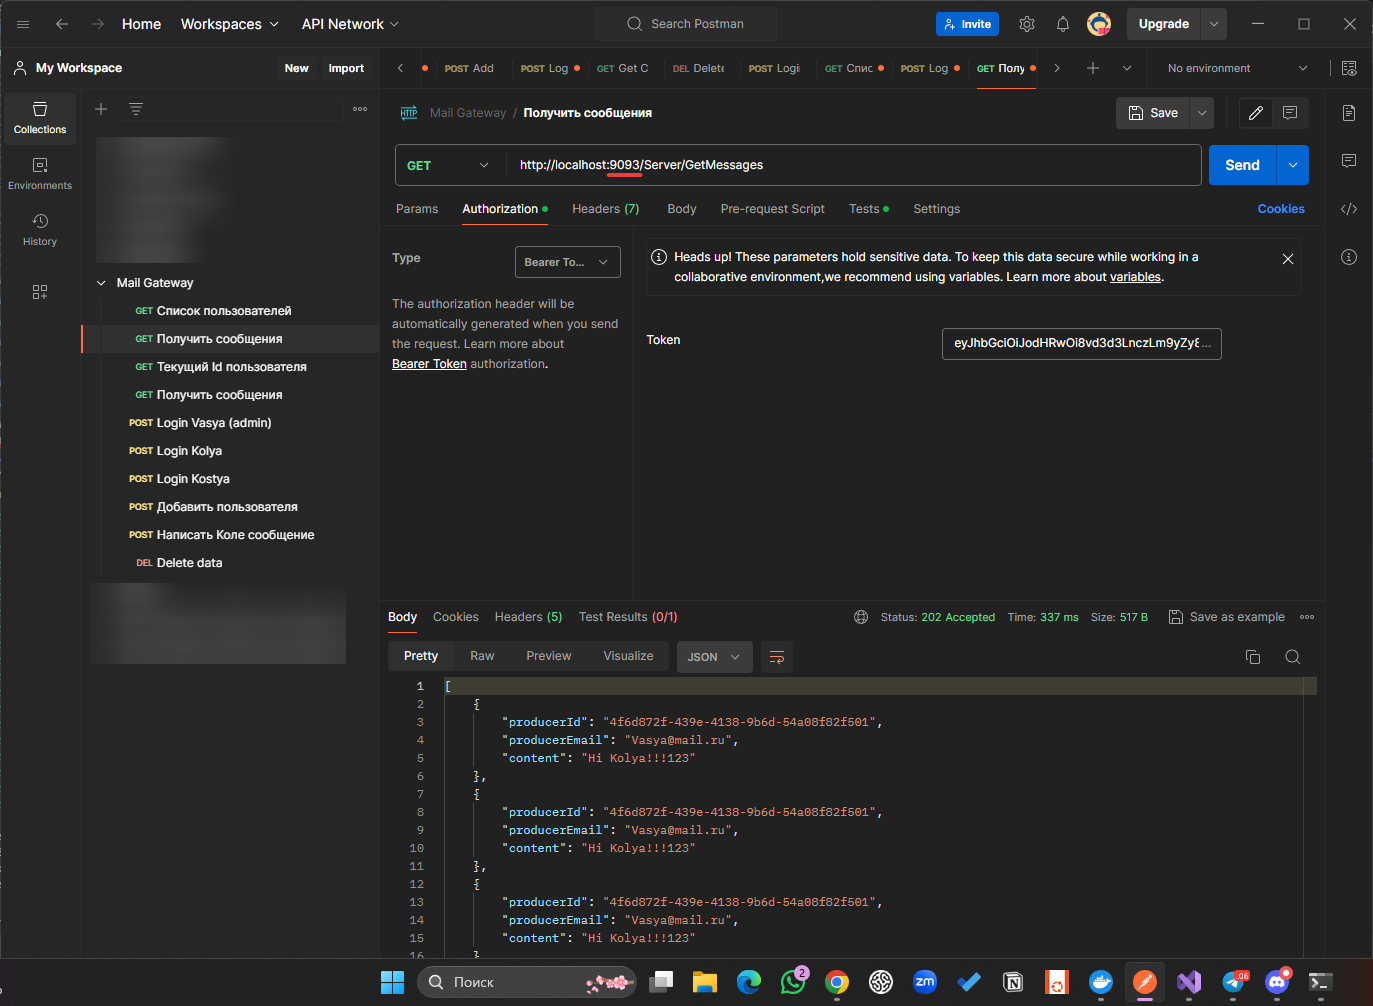 Home Workspaces API Network Search Postman Invite Upgrade
My Workspace New Import POST Add POST Log GET Get C DEL Delete POST Logi GET Спис POST Log GET Полу No environment
Collections
Environments
History
Mail Gateway
GET Список пользователей
GET Получить сообщения
GET Текущий Id пользователя
GET Получить сообщения
POST Login Vasya (admin)
POST Login Kolya
POST Login Kostya
POST Добавить пользователя
POST Написать Коле сообщение
DEL Delete data
HTTP Mail Gateway / Получить сообщения Save
GET http://localhost:9093/Server/GetMessages Send
Params Authorization Headers (7) Body Pre-request Script Tests Settings Cookies
Type Bearer To...
The authorization header will be
automatically generated when you send
the request. Learn more about
Bearer Token authorization.
Heads up! These parameters hold sensitive data. To keep this data secure while working in a
collaborative environment,we recommend using variables. Learn more about variables.
Token eyJhbGciOiJodHRwOi8vd3d3LnczLm9yZy8 ...
Body Cookies Headers (5) Test Results (0/1) Status: 202 Accepted Time: 337 ms Size: 517 B Save as example
Pretty Raw Preview Visualize JSON
1 [
2 {
3 "producerId": "4f6d872f-439e-4138-9b6d-54a08f82f501",
4 "producerEmail": "Vasya@mail.ru",
5 "content": "Hi Kolya!!!123"
6 },
7 {
8 "producerId": "4f6d872f-439e-4138-9b6d-54a08f82f501",
9 "producerEmail": "Vasya@mail.ru",
10 "content": "Hi Kolya!!!123"
11 },
12 {
13 "producerId": "4f6d872f-439e-4138-9b6d-54a08f82f501",
14 "producerEmail": "Vasya@mail.ru",
15 "content": "Hi Kolya!!!123"
16 }
Поиск 2 zm N .06